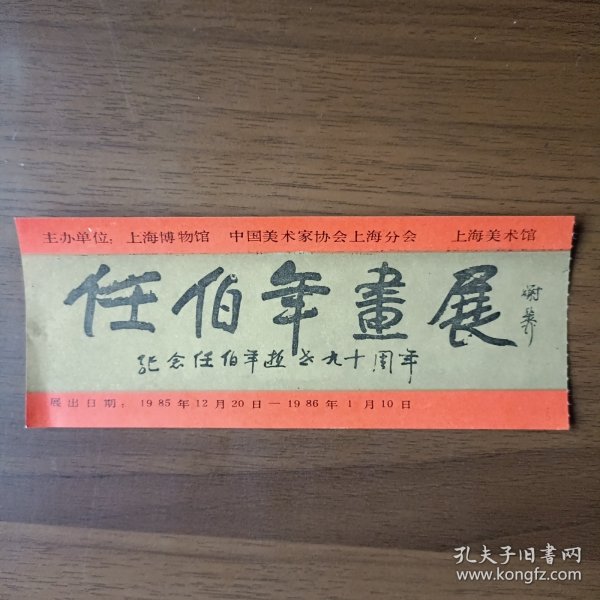 主办单位：上海博物馆 中国美术家协会上海分会 上海美术馆
任伯年畫展
纪念任伯年逝世九十周年
展出日期：1985年12月20日—1986年1月10日
孔夫子旧書网
www.kongfz.com